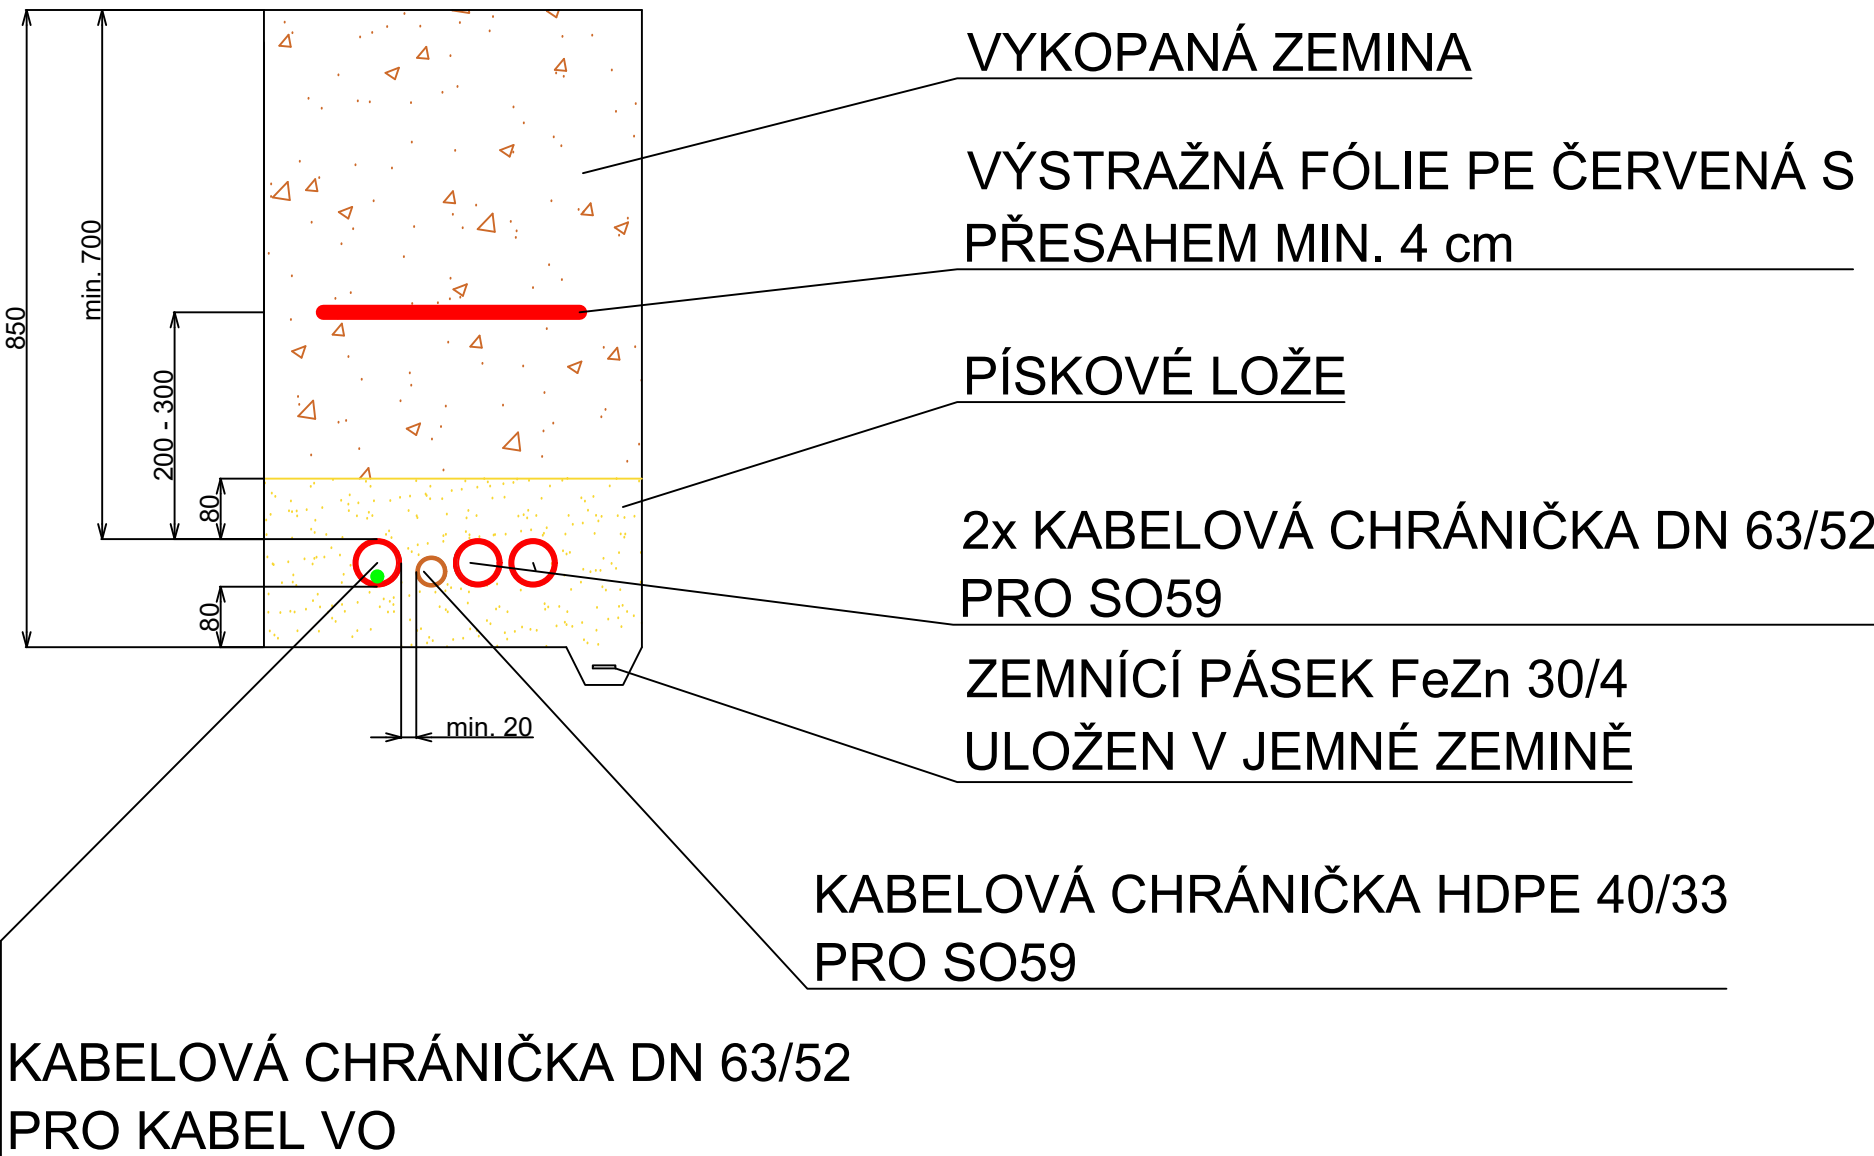 VYKOPANÁ ZEMINA
VÝSTRAŽNÁ FÓLIE PE ČERVENÁ S
PŘESAHEM MIN. 4 cm
PÍSKOVÉ LOŽE
2x KABELOVÁ CHRÁNIČKA DN 63/52
PRO SO59
ZEMNÍCÍ PÁSEK FeZn 30/4
ULOŽEN V JEMNÉ ZEMINĚ
KABELOVÁ CHRÁNIČKA HDPE 40/33
PRO SO59
KABELOVÁ CHRÁNIČKA DN 63/52
PRO KABEL VO
850
min. 700
200 - 300
80
80
min. 20